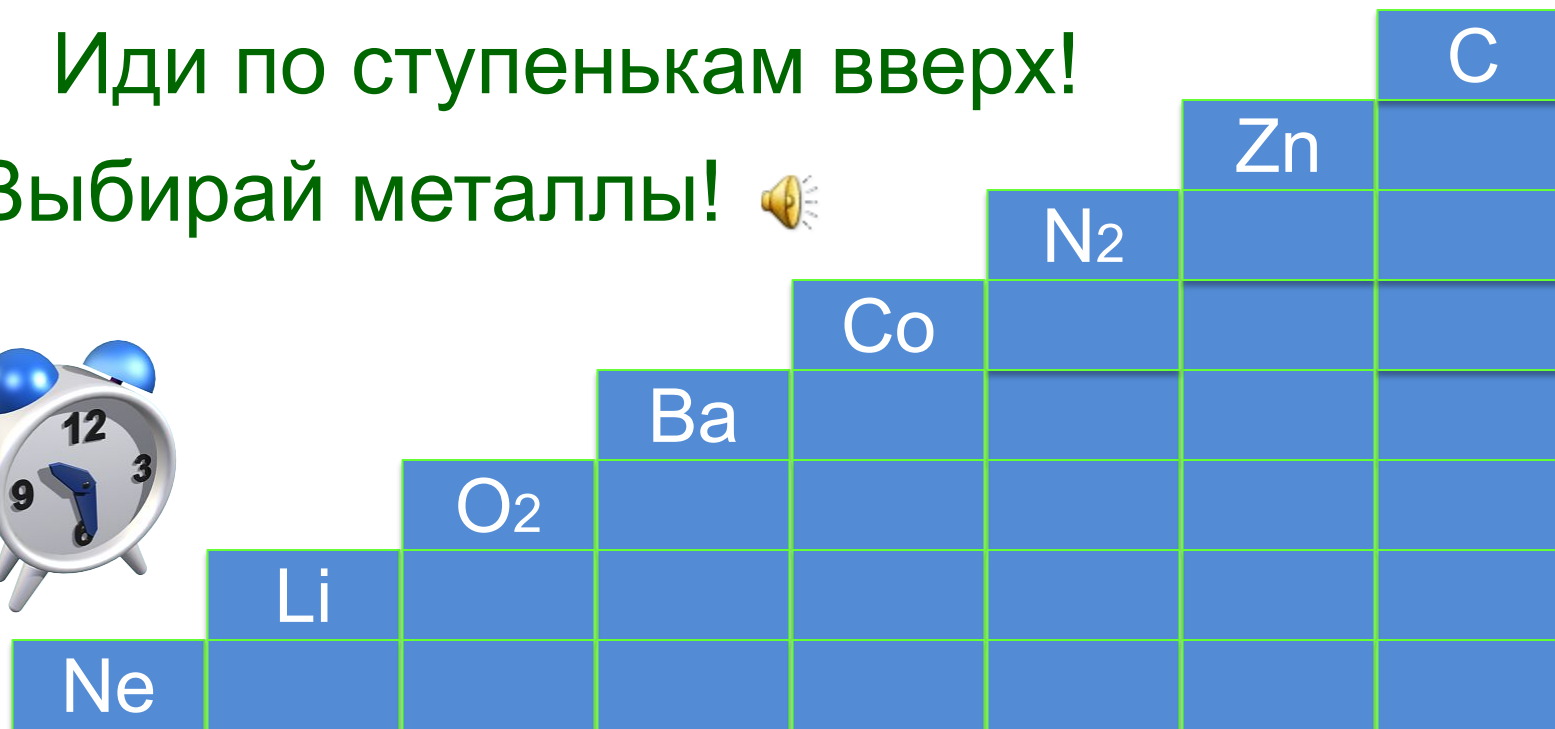 Иди по ступенькам вверх!
Выбирай металлы!
C
Zn
N2
Co
Ba
O2
Li
Ne
12
3
9
6